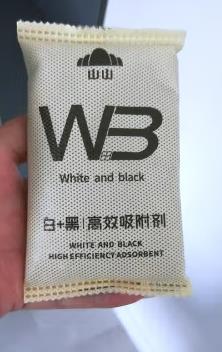 山山
WB
White and black
白+黑|高效吸附剂
WHITE AND BLACK
HIGH EFFICIENCY ADSORBENT